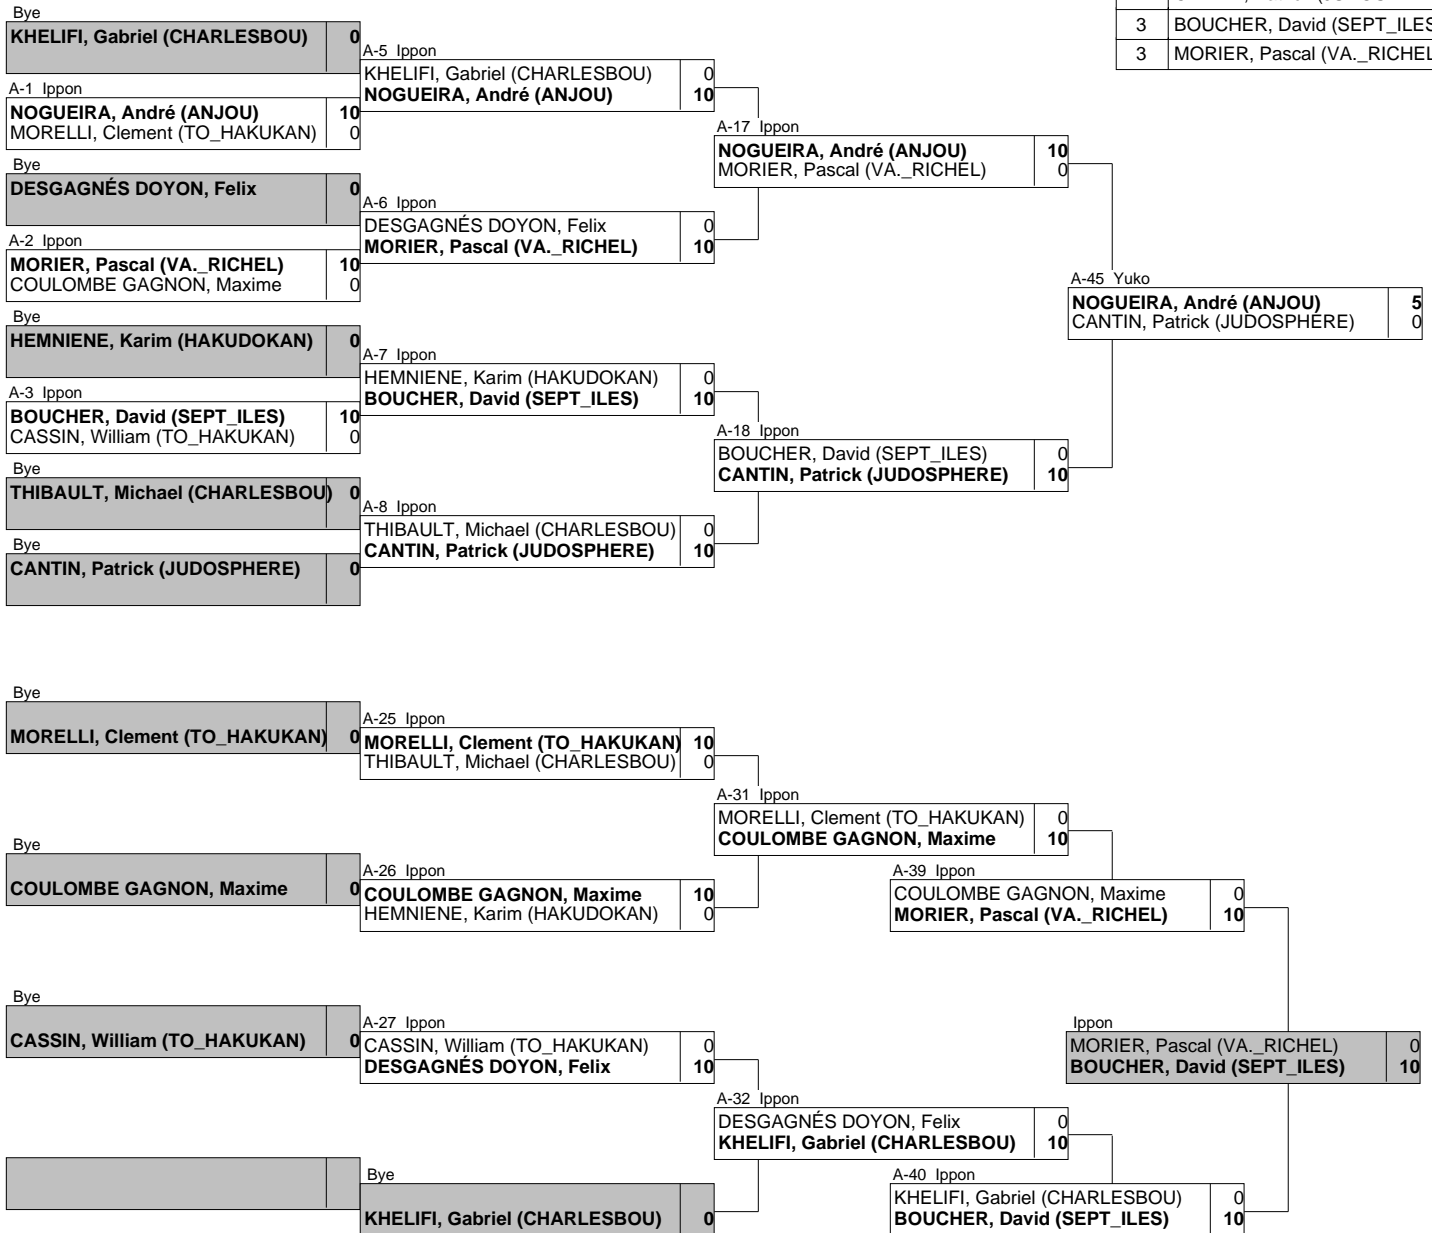 Bye
KHELIFI, Gabriel (CHARLESBOU) 0
A-1 Ippon
NOGUEIRA, André (ANJOU) 10
MORELLI, Clement (TO_HAKUKAN) 0
Bye
DESGAGNÉS DOYON, Felix 0
A-2 Ippon
MORIER, Pascal (VA._RICHEL) 10
COULOMBE GAGNON, Maxime 0
Bye
HEMNIENE, Karim (HAKUDOKAN) 0
A-3 Ippon
BOUCHER, David (SEPT_ILES) 10
CASSIN, William (TO_HAKUKAN) 0
Bye
THIBAULT, Michael (CHARLESBOU) 0
Bye
CANTIN, Patrick (JUDOSPHERE) 0
A-5 Ippon
KHELIFI, Gabriel (CHARLESBOU) 0
NOGUEIRA, André (ANJOU) 10
A-6 Ippon
DESGAGNÉS DOYON, Felix 0
MORIER, Pascal (VA._RICHEL) 10
A-7 Ippon
HEMNIENE, Karim (HAKUDOKAN) 0
BOUCHER, David (SEPT_ILES) 10
A-8 Ippon
THIBAULT, Michael (CHARLESBOU) 0
CANTIN, Patrick (JUDOSPHERE) 10
A-17 Ippon
NOGUEIRA, André (ANJOU) 10
MORIER, Pascal (VA._RICHEL) 0
A-18 Ippon
BOUCHER, David (SEPT_ILES) 0
CANTIN, Patrick (JUDOSPHERE) 10
3 BOUCHER, David (SEPT_ILES
3 MORIER, Pascal (VA._RICHEL
A-45 Yuko
NOGUEIRA, André (ANJOU) 5
CANTIN, Patrick (JUDOSPHERE) 0
Bye
MORELLI, Clement (TO_HAKUKAN) 0
Bye
COULOMBE GAGNON, Maxime 0
Bye
CASSIN, William (TO_HAKUKAN) 0
A-25 Ippon
MORELLI, Clement (TO_HAKUKAN) 10
THIBAULT, Michael (CHARLESBOU) 0
A-26 Ippon
COULOMBE GAGNON, Maxime 10
HEMNIENE, Karim (HAKUDOKAN) 0
A-27 Ippon
CASSIN, William (TO_HAKUKAN) 0
DESGAGNÉS DOYON, Felix 10
Bye
KHELIFI, Gabriel (CHARLESBOU) 0
A-31 Ippon
MORELLI, Clement (TO_HAKUKAN) 0
COULOMBE GAGNON, Maxime 10
A-32 Ippon
DESGAGNÉS DOYON, Felix 0
KHELIFI, Gabriel (CHARLESBOU) 10
A-39 Ippon
COULOMBE GAGNON, Maxime 0
MORIER, Pascal (VA._RICHEL) 10
A-40 Ippon
KHELIFI, Gabriel (CHARLESBOU) 0
BOUCHER, David (SEPT_ILES) 10
Ippon
MORIER, Pascal (VA._RICHEL) 0
BOUCHER, David (SEPT_ILES) 10